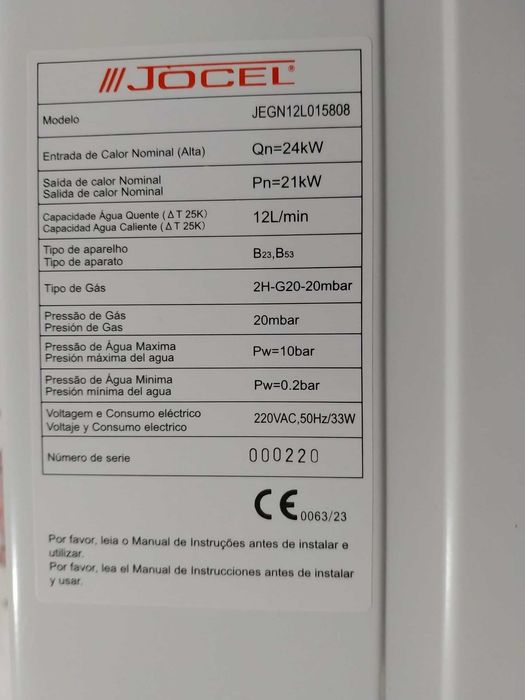 JOCEL®
Modelo JEGN12L015808
Entrada de Calor Nominal (Alta) Qn=24kW
Saida de calor Nominal Pn=21kW
Salida de calor Nominal
Capacidade Água Quente (ΔT 25K) 12L/min
Capacidad Agua Caliente (ΔT 25K)
Tipo de aparelho B23,B53
Tipo de aparato
Tipo de Gás 2H-G20-20mbar
Pressão de Gás 20mbar
Presión de Gas
Pressão de Água Maxima Pw=10bar
Presión máxima del agua
Pressão de Água Minima Pw=0.2bar
Presión mínima del agua
Voltagem e Consumo eléctrico 220VAC,50Hz/33W
Voltaje y Consumo electrico
Número de serie 000220
CE 0063/23
Por favor, leia o Manual de Instruções antes de instalar e
utilizar.
Por favor, lea el Manual de Instrucciones antes de instalar
y usar.